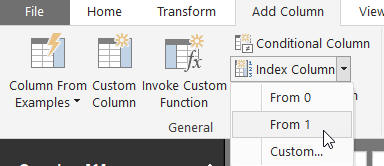 File Home Transform Add Column View
Conditional Column
Index Column
Column From Examples
Custom Column
Invoke Custom Function
General
From 0
From 1
Custom...